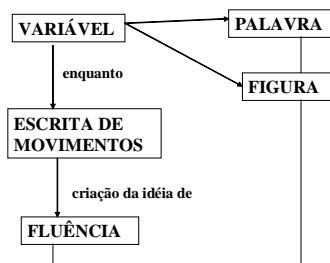 VARIÁVEL
PALAVRA
enquanto
FIGURA
ESCRITA DE
MOVIMENTOS
criação da idéia de
FLUÊNCIA